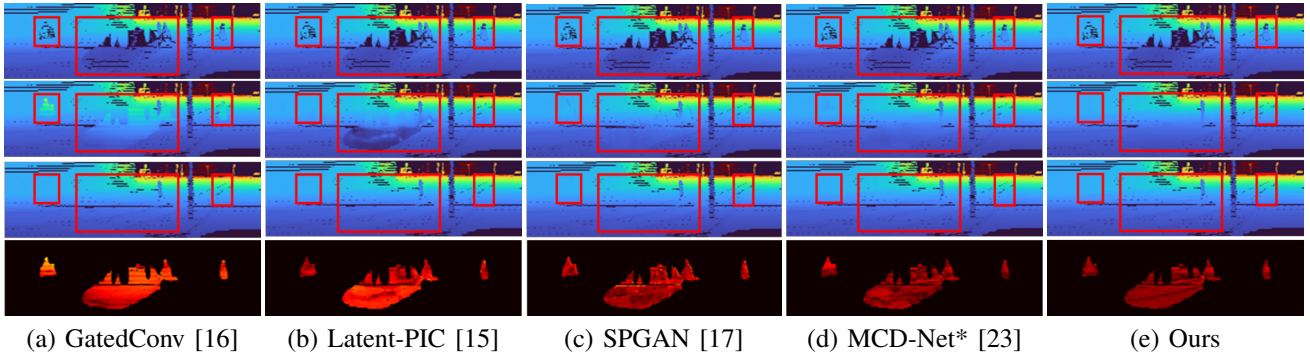 (a) GatedConv [16] (b) Latent-PIC [15] (c) SPGAN [17] (d) MCD-Net* [23] (e) Ours